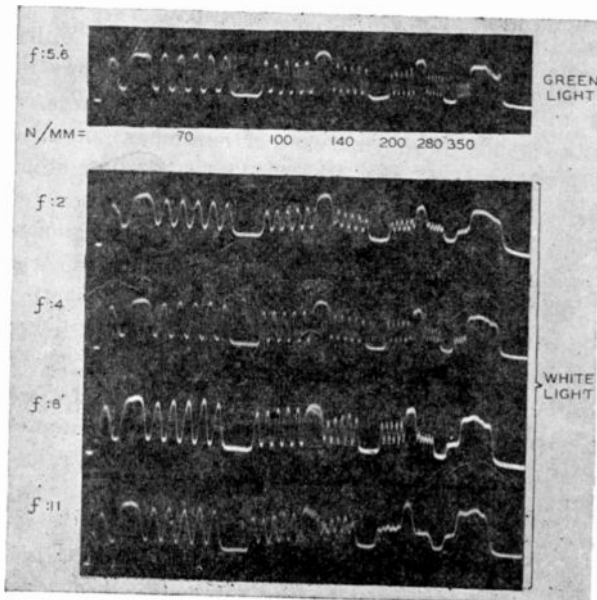 f:5.6
GREEN
LIGHT
N/MM= 70 100 140 200 280 350
f:2
f:4
WHITE
LIGHT
f:8
f:11